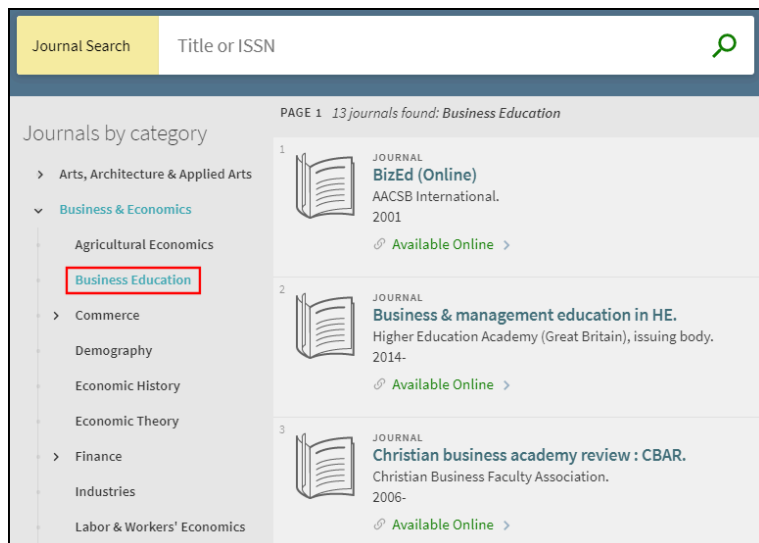 Journal Search
Title or ISSN
Journals by category
Arts, Architecture & Applied Arts
Business & Economics
Agricultural Economics
Business Education
Commerce
Demography
Economic History
Economic Theory
Finance
Industries
Labor & Workers' Economics
PAGE 1 13 journals found: Business Education
1
JOURNAL
BizEd (Online)
AACSB International.
2001
Available Online
2
JOURNAL
Business & management education in HE.
Higher Education Academy (Great Britain), issuing body.
2014-
Available Online
3
JOURNAL
Christian business academy review : CBAR.
Christian Business Faculty Association.
2006-
Available Online